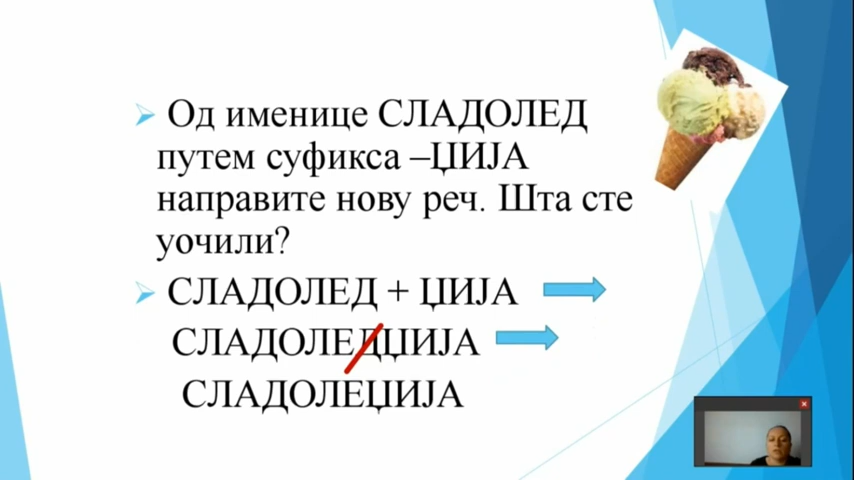 Од именице СЛАДОЛЕД
путем суфикса –ЏИЈА
направите нову реч. Шта сте
уочили?
СЛАДОЛЕД + ЏИЈА
СЛАДОЛЕДЏИЈА
СЛАДОЛЕЏИЈА